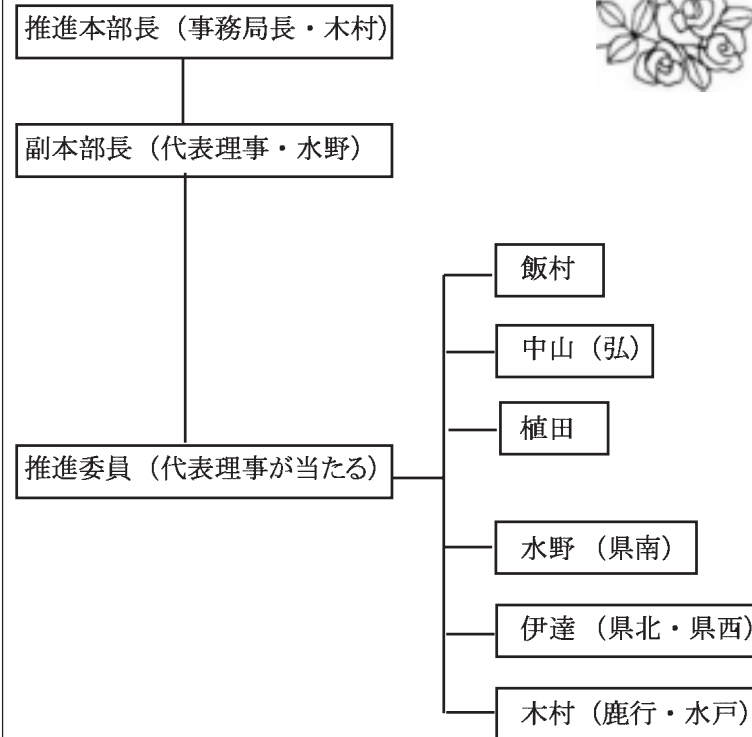 推進本部長（事務局長・木村）
副本部長（代表理事・水野）
推進委員（代表理事が当たる）
飯村
中山（弘）
植田
水野（県南）
伊達（県北・県西）
木村（鹿行・水戸）